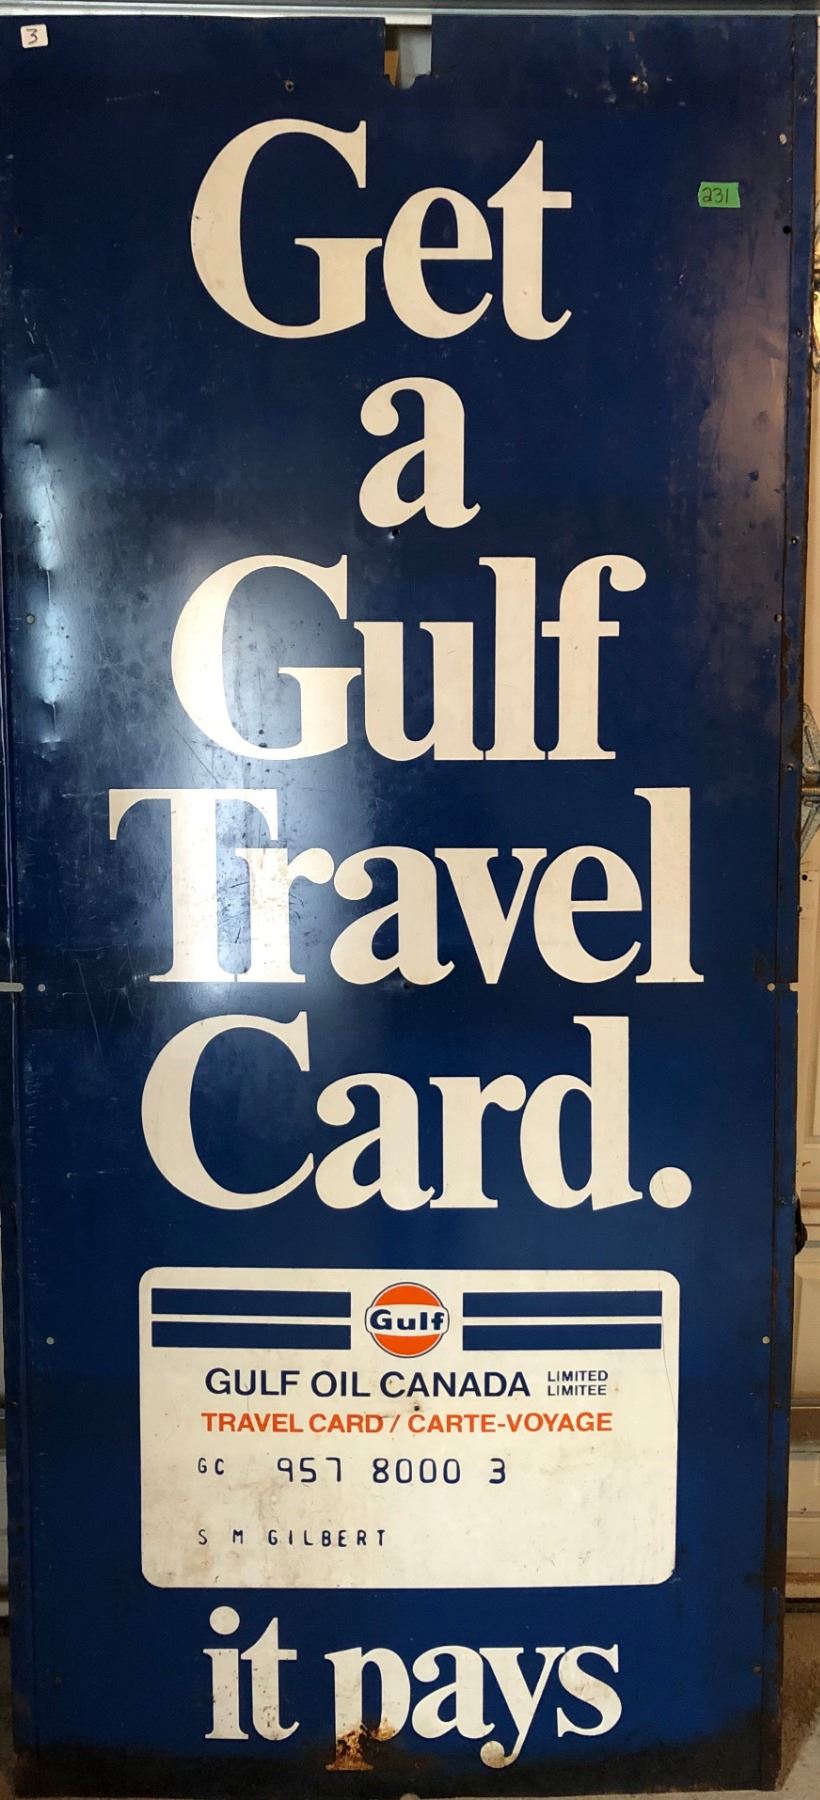 3
231
Get
a
Gulf
Travel
Card.
Gulf
GULF OIL CANADA LIMITED
LIMITEE
TRAVEL CARD / CARTE-VOYAGE
GC 957 8000 3
S M GILBERT
it pays